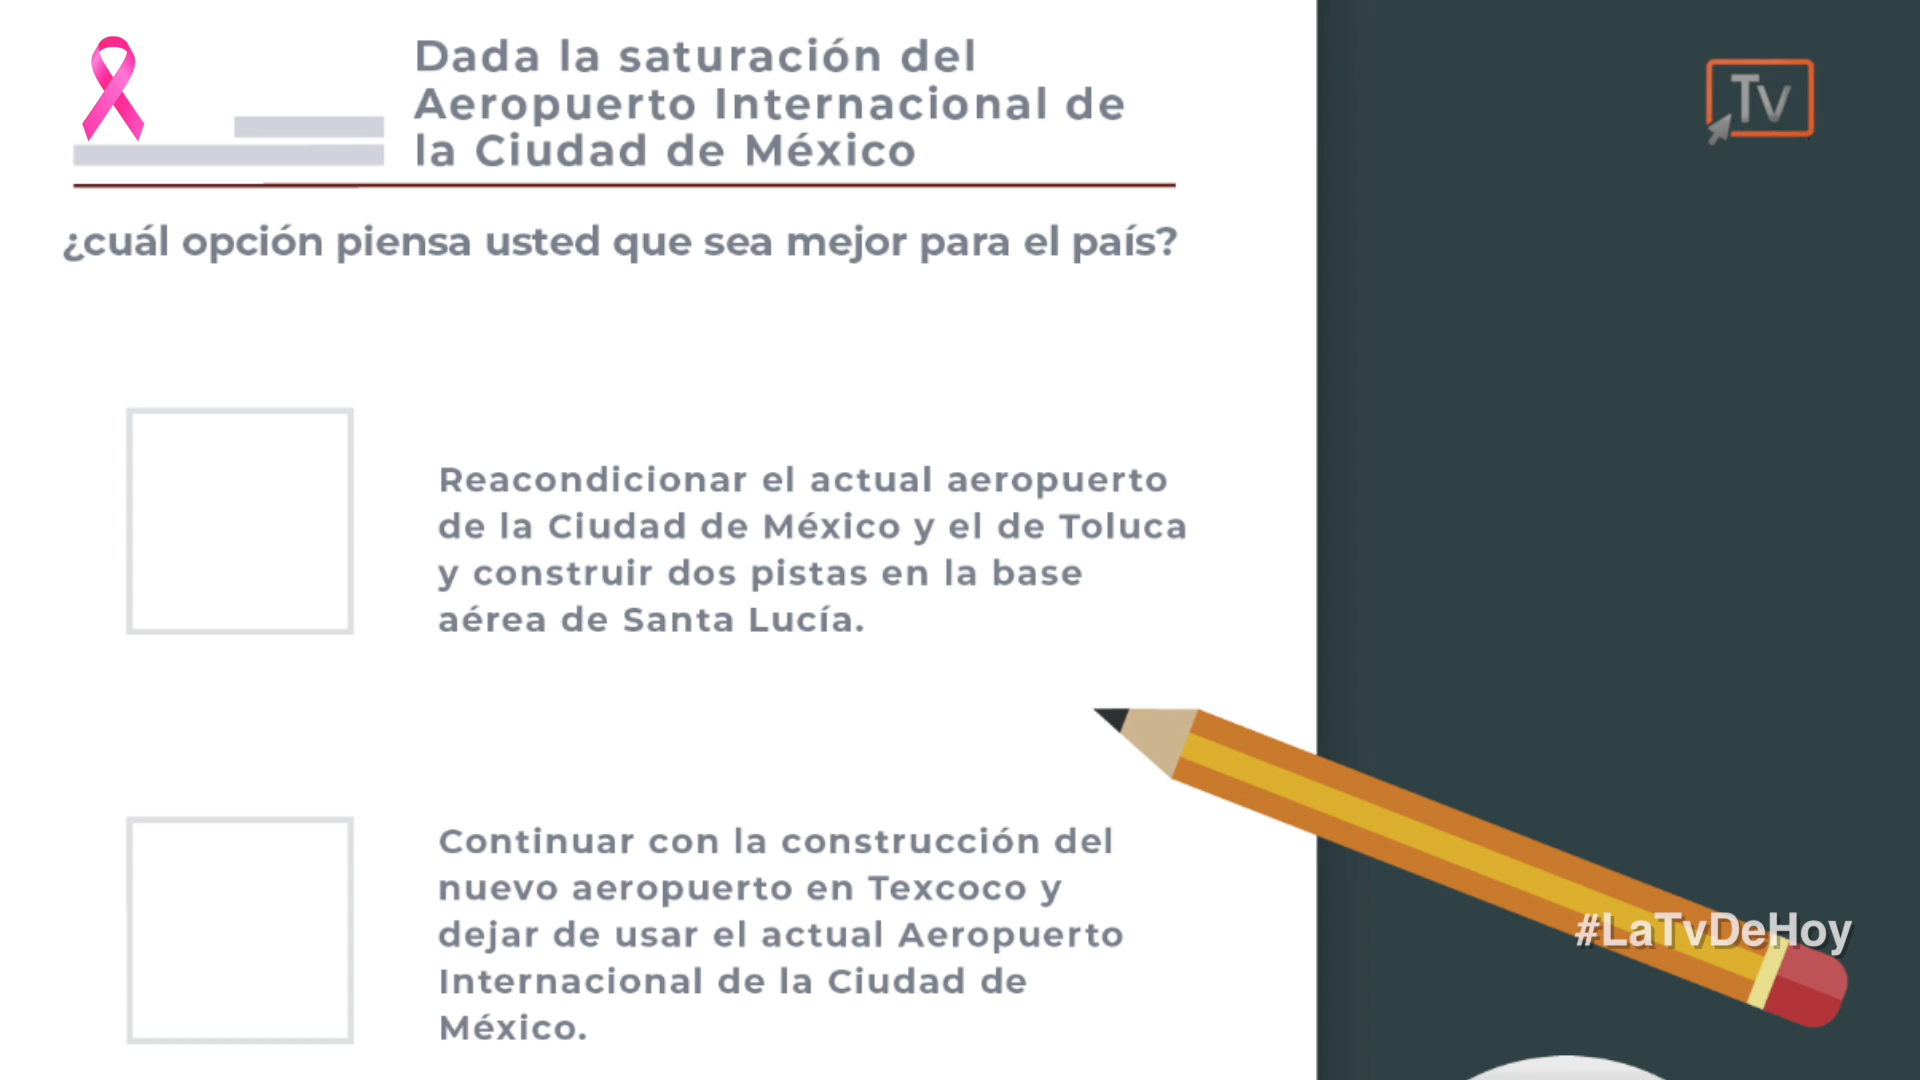 Dada la saturación del
Aeropuerto Internacional de
la Ciudad de México
¿cuál opción piensa usted que sea mejor para el país?
Reacondicionar el actual aeropuerto
de la Ciudad de México y el de Toluca
y construir dos pistas en la base
aérea de Santa Lucía.
Continuar con la construcción del
nuevo aeropuerto en Texcoco y
dejar de usar el actual Aeropuerto
Internacional de la Ciudad de
México.
Tv
#LaTvDeHoy